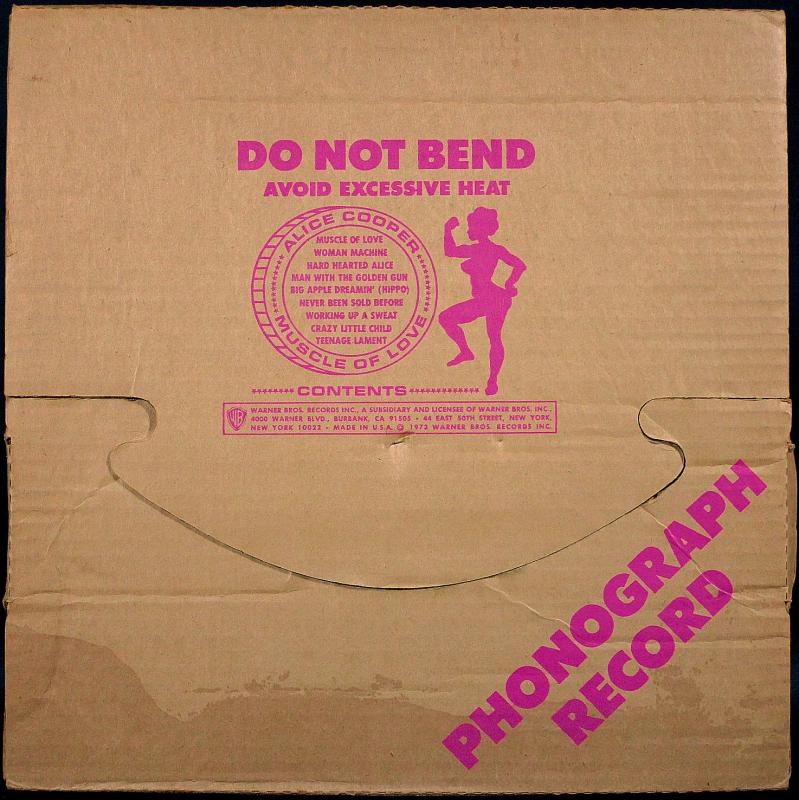 DO NOT BEND
AVOID EXCESSIVE HEAT
ALICE COOPER
MUSCLE OF LOVE
WOMAN MACHINE
HARD HEARTED ALICE
MAN WITH THE GOLDEN GUN
BIG APPLE DREAMIN' (HIPPO)
NEVER BEEN SOLD BEFORE
WORKING UP A SWEAT
CRAZY LITTLE CHILD
TEENAGE LAMENT
MUSCLE OF LOVE
CONTENTS
WB
WARNER BROS. RECORDS INC., A SUBSIDIARY AND LICENSEE OF WARNER BROS. INC.,
4000 WARNER BLVD., BURBANK, CA 91505 • 44 EAST 50TH STREET, NEW YORK,
NEW YORK 10022 • MADE IN U.S.A. © 1973 WARNER BROS. RECORDS INC.
PHONOGRAPH
RECORD